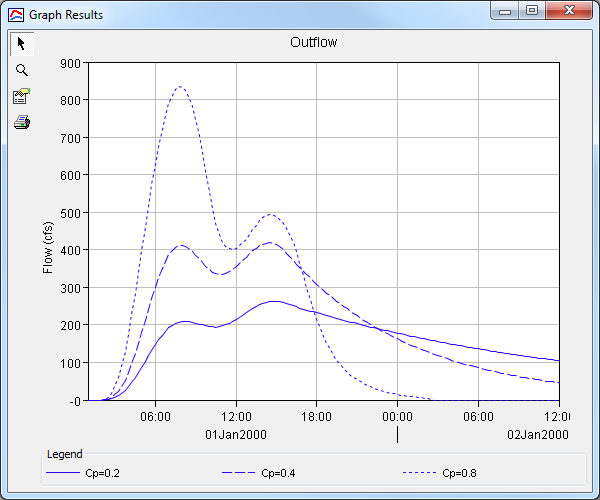 Graph Results
Outflow
900
800
700
600
500
400
300
200
100
-0
Flow (cfs)
06:00 12:00 18:00 00:00 06:00 12:00
01Jan2000 02Jan2000
Legend
Cp=0.2 Cp=0.4 Cp=0.8